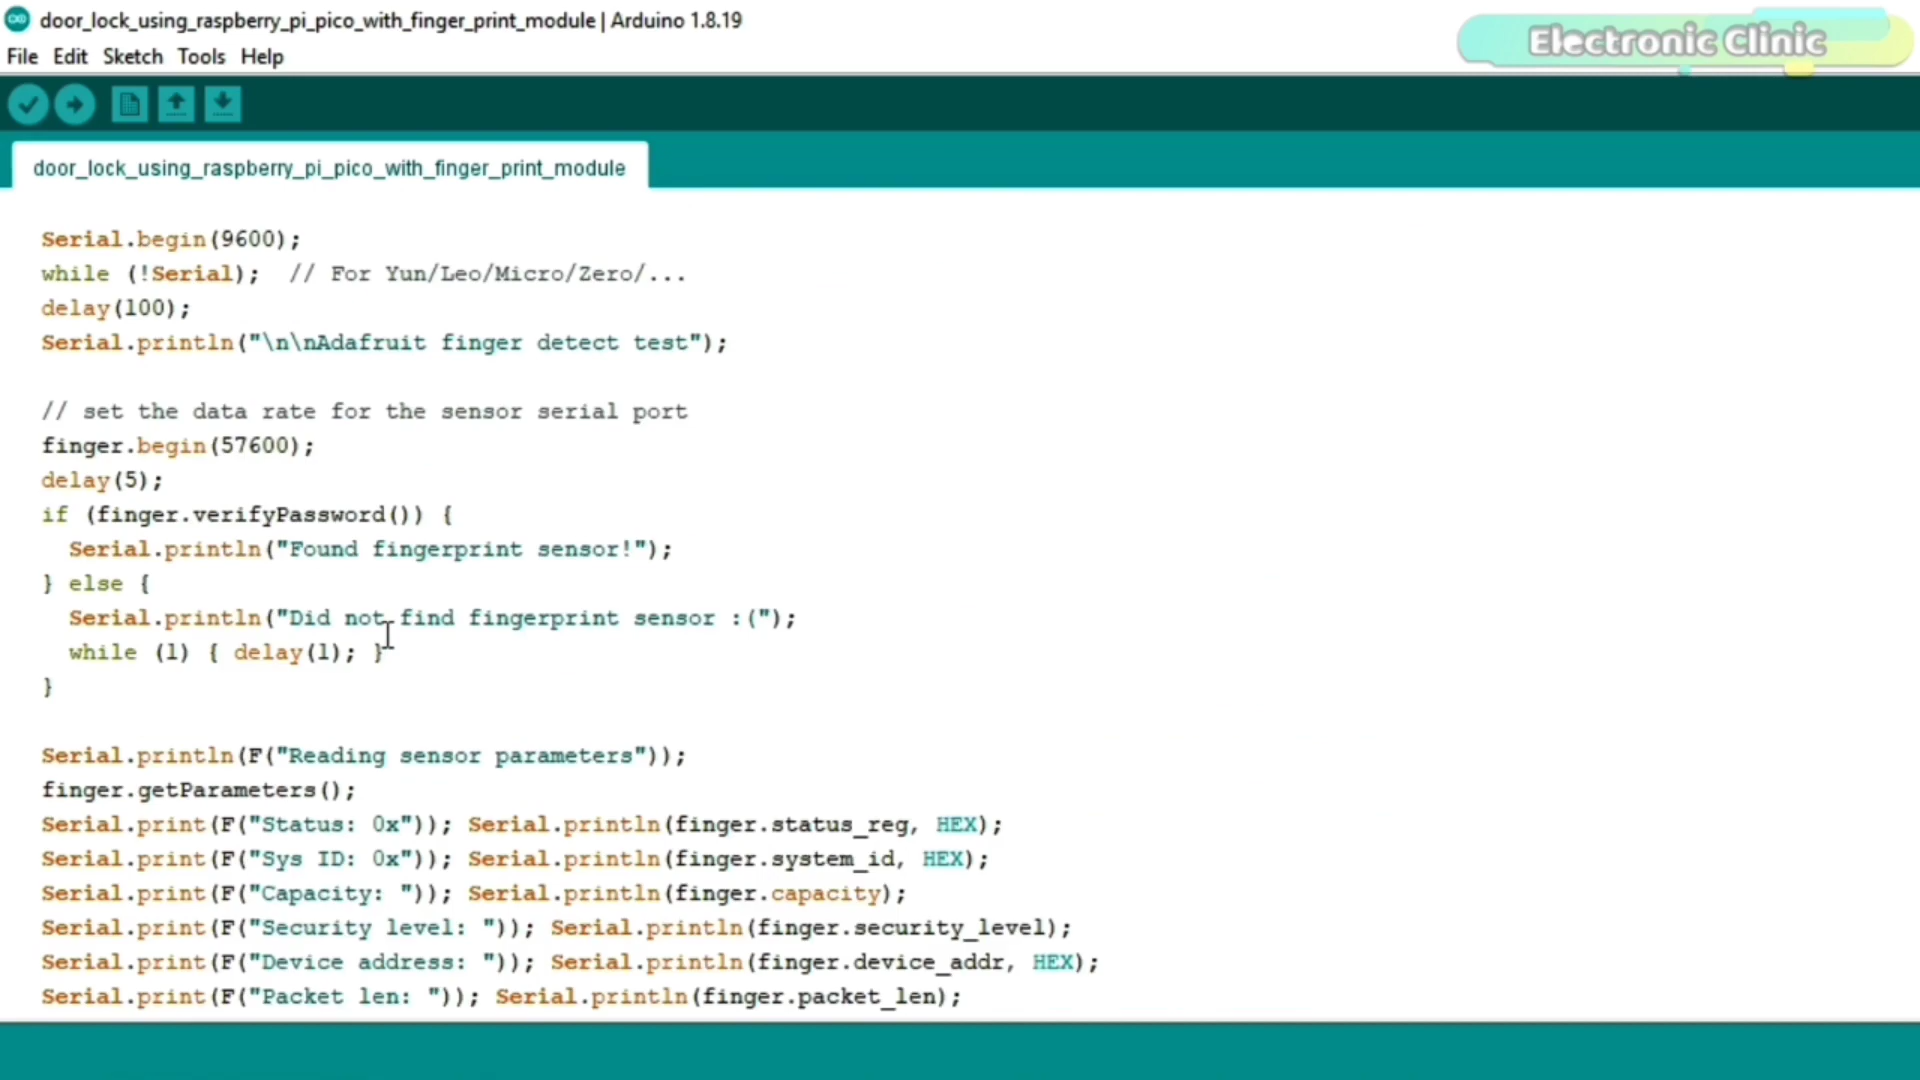 door_lock_using_raspberry_pi_pico_with_finger_print_module | Arduino 1.8.19
Electronic Clinic
File Edit Sketch Tools Help
door_lock_using_raspberry_pi_pico_with_finger_print_module
Serial.begin(9600);
while (!Serial);  // For Yun/Leo/Micro/Zero/...
delay(100);
Serial.println("\n\nAdafruit finger detect test");
// set the data rate for the sensor serial port
finger.begin(57600);
delay(5);
if (finger.verifyPassword()) {
Serial.println("Found fingerprint sensor!");
} else {
Serial.println("Did not find fingerprint sensor :(");
while (1) { delay(1); }
}
Serial.println(F("Reading sensor parameters"));
finger.getParameters();
Serial.print(F("Status: 0x")); Serial.println(finger.status_reg, HEX);
Serial.print(F("Sys ID: 0x")); Serial.println(finger.system_id, HEX);
Serial.print(F("Capacity: ")); Serial.println(finger.capacity);
Serial.print(F("Security level: ")); Serial.println(finger.security_level);
Serial.print(F("Device address: ")); Serial.println(finger.device_addr, HEX);
Serial.print(F("Packet len: ")); Serial.println(finger.packet_len);